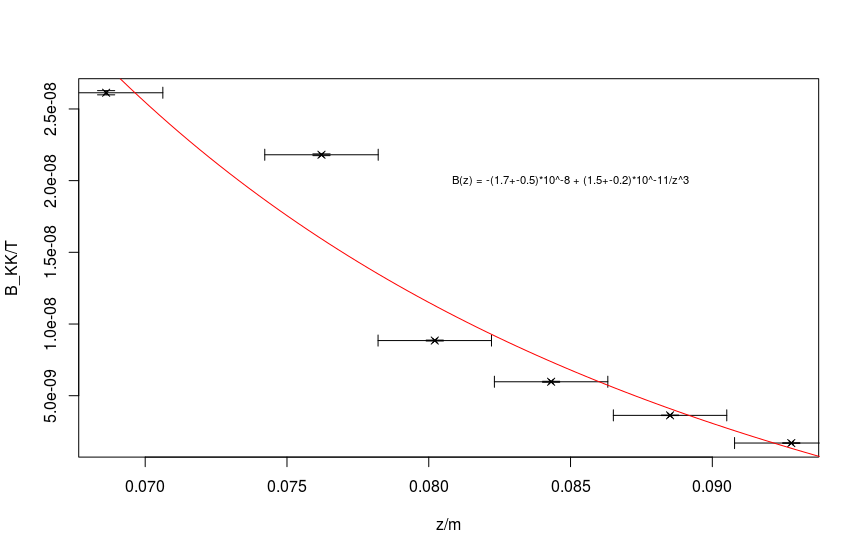 B(z) = -(1.7+-0.5)*10^-8 + (1.5+-0.2)*10^-11/z^3
B_KK/T
2.5e-08
2.0e-08
1.5e-08
1.0e-08
5.0e-09
0.070 0.075 0.080 0.085 0.090
z/m